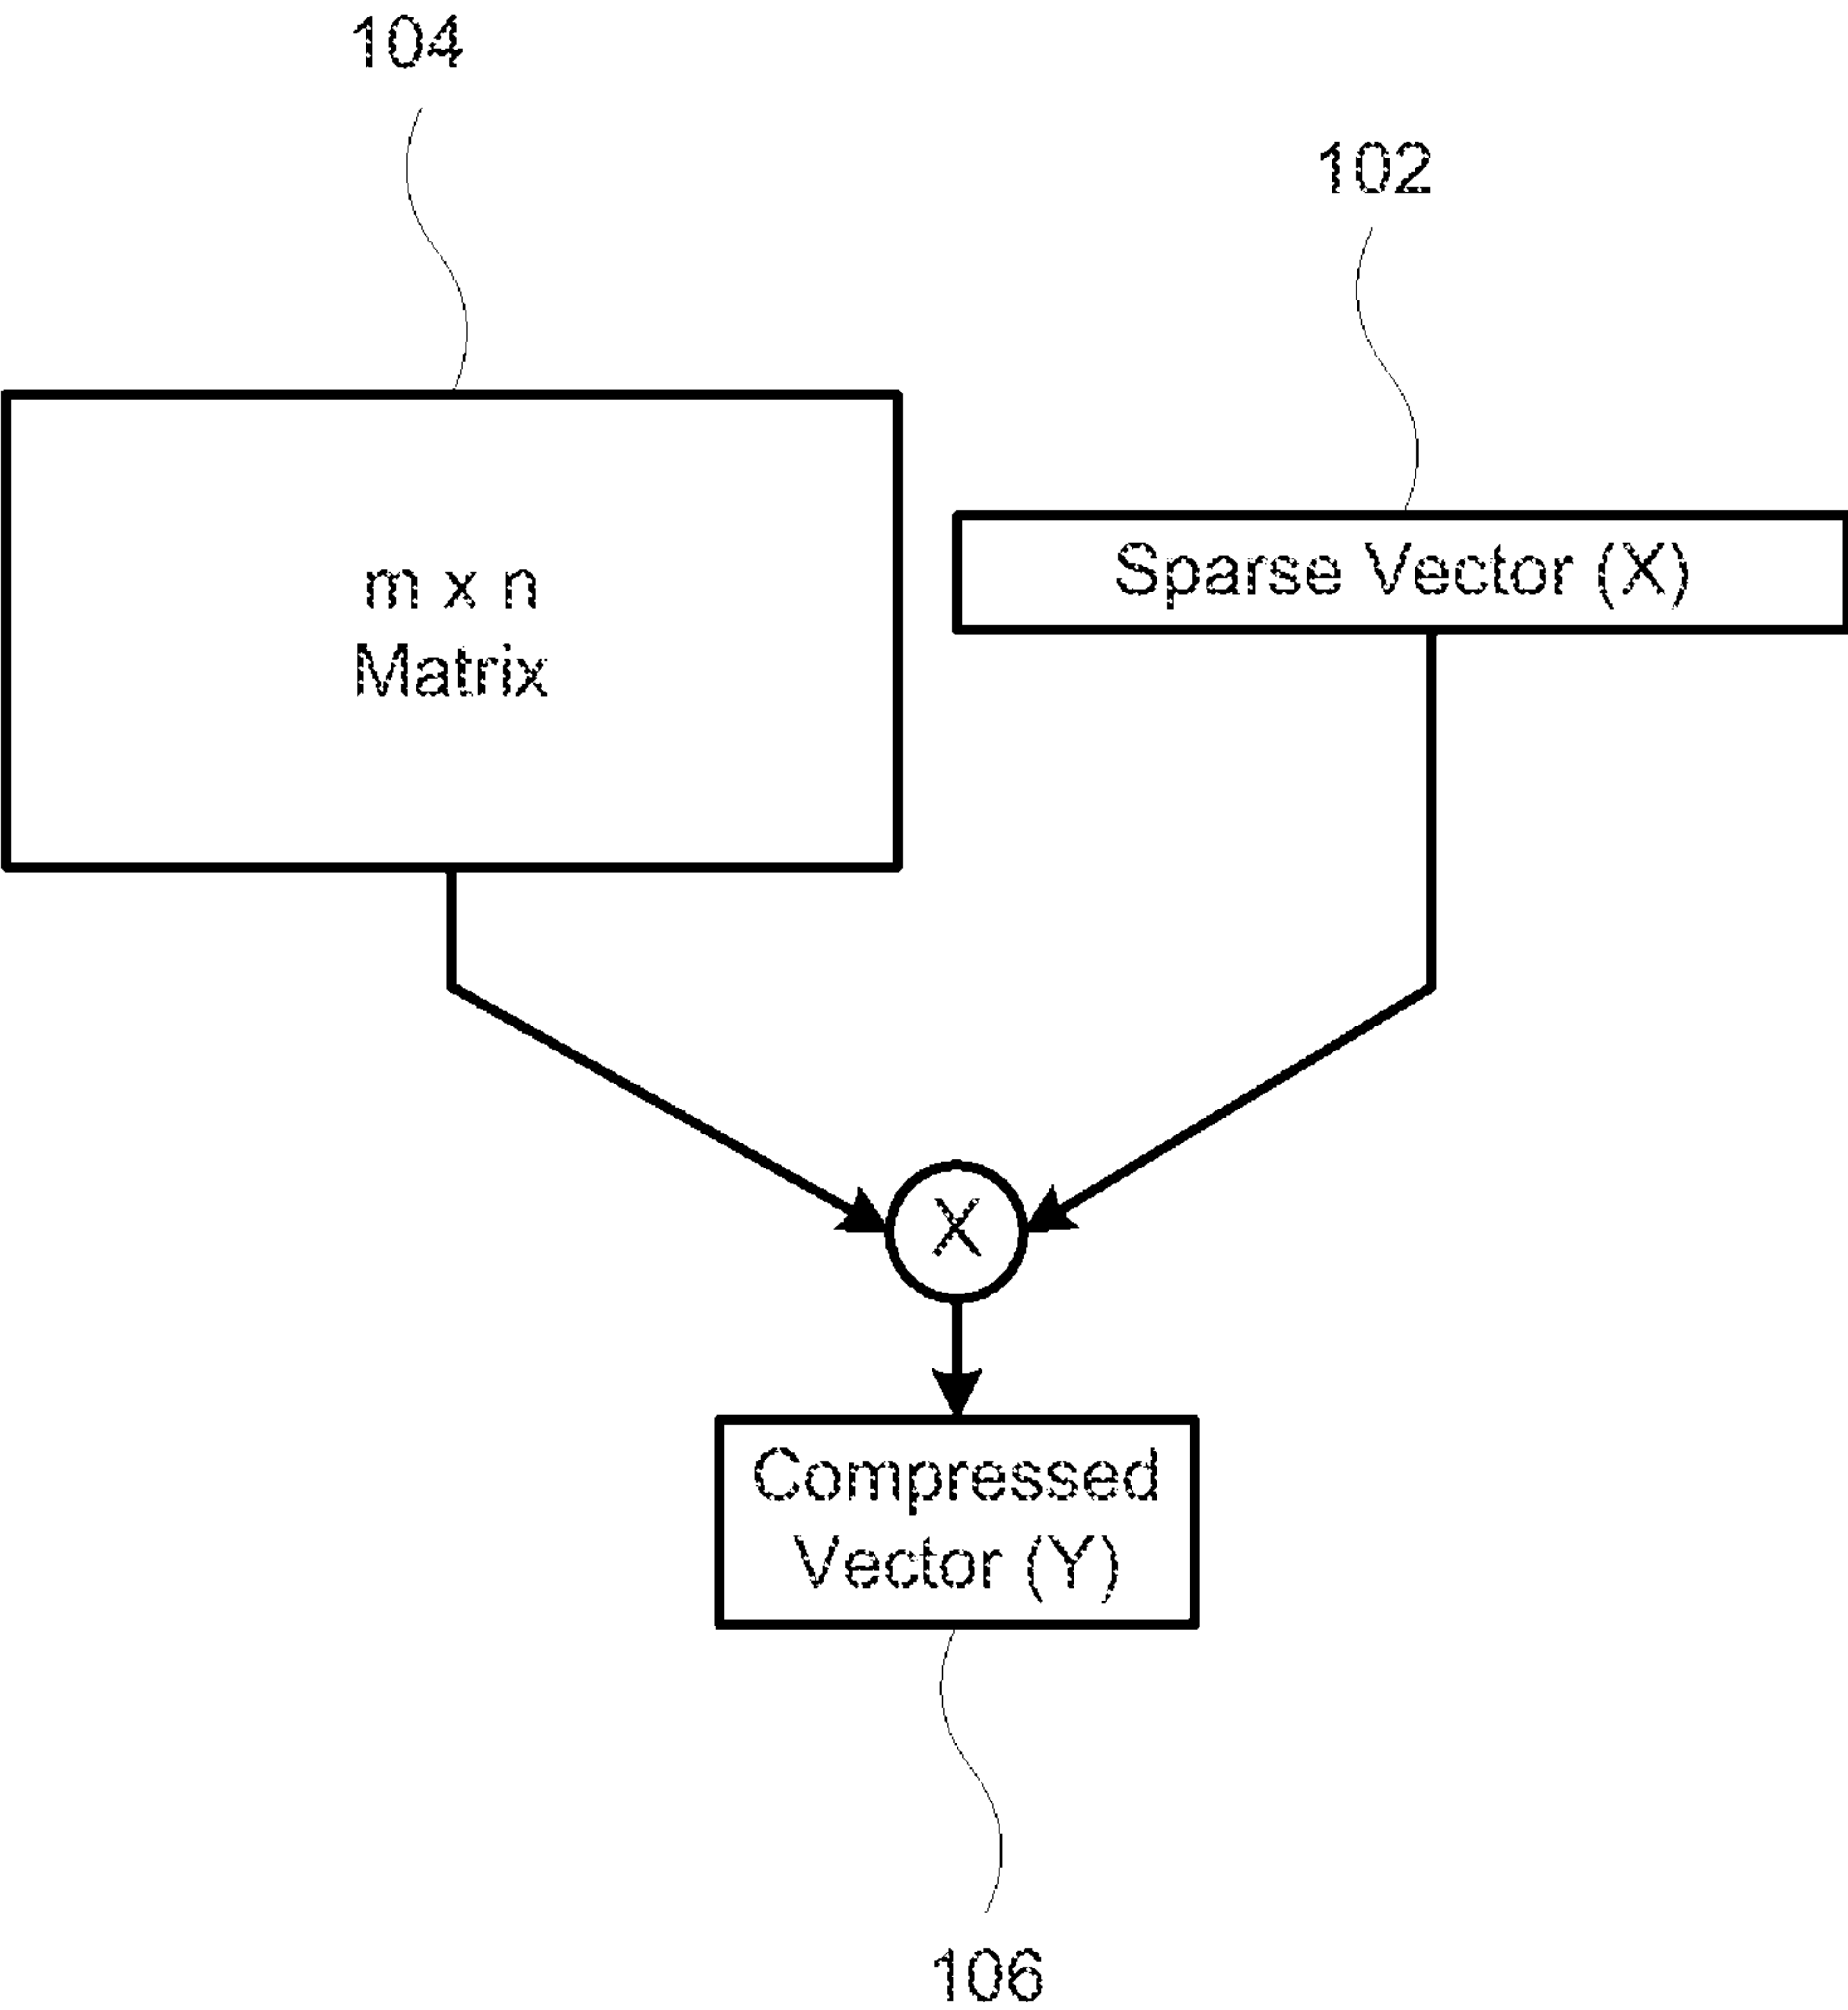 104
102
m x n
Matrix
Sparse Vector (X)
X
Compressed
Vector (Y)
106